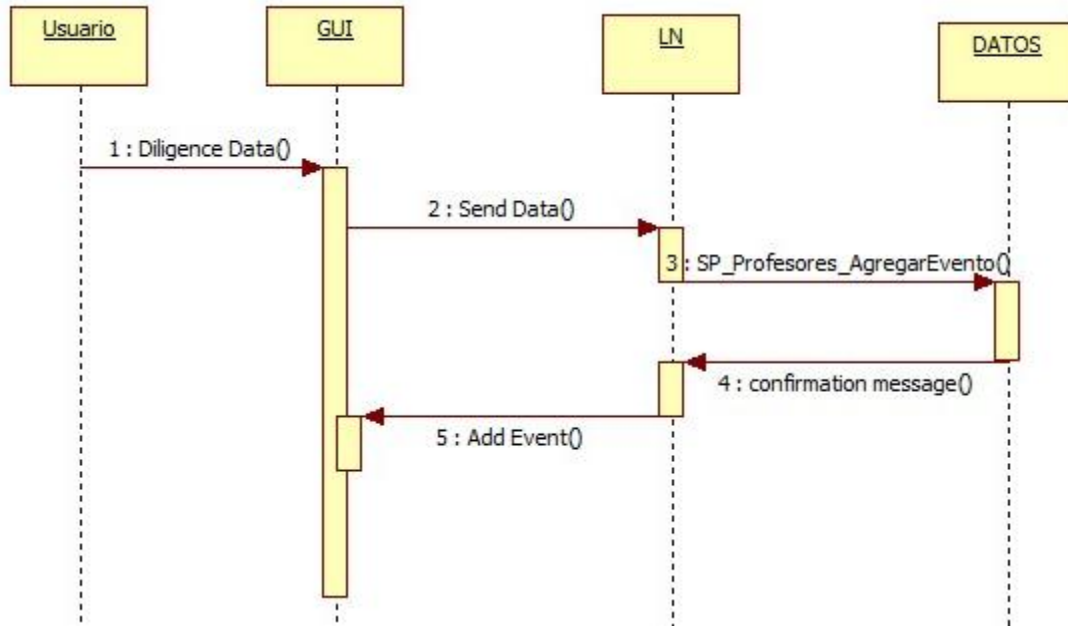 Usuario
GUI
LN
DATOS
1 : Diligence Data()
2 : Send Data()
3 : SP_Profesores_AgregarEvento()
4 : confirmation message()
5 : Add Event()